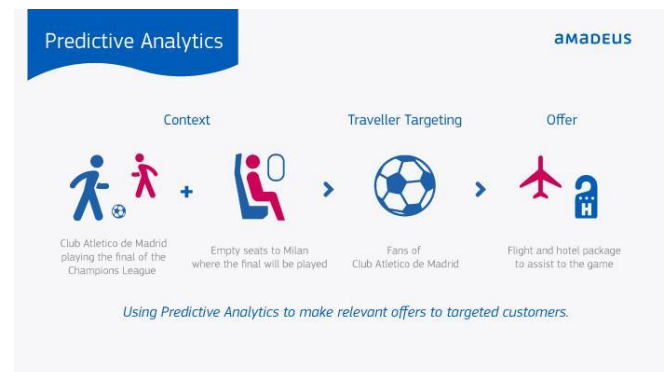 Predictive Analytics
amadeus
Context
Traveller Targeting
Offer
Club Atletico de Madrid
playing the final of the
Champions League
Empty seats to Milan
where the final will be played
Fans of
Club Atletico de Madrid
Flight and hotel package
to assist to the game
H
Using Predictive Analytics to make relevant offers to targeted customers.